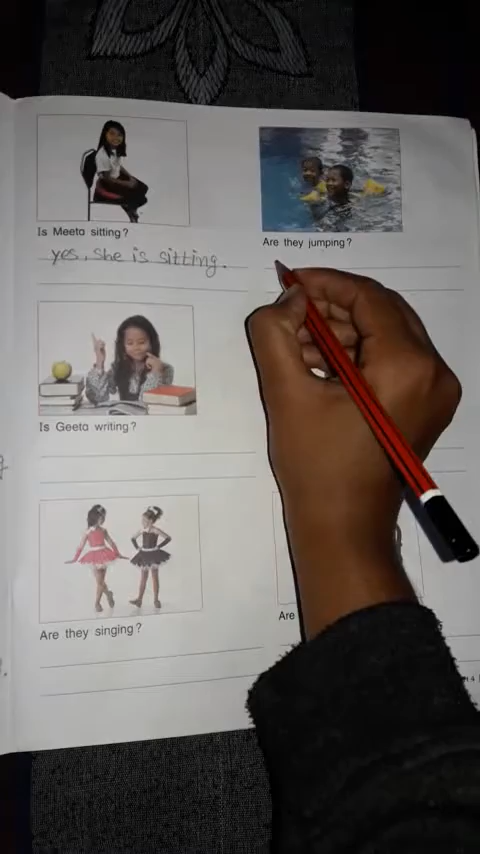 Is Meeta sitting?
yes, she is sitting.
Are they jumping?
Is Geeta writing?
Are they singing?
Are